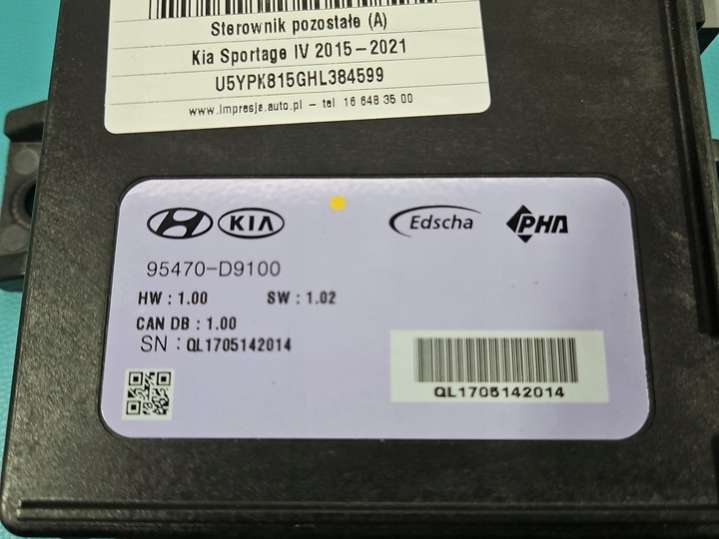 Sterownik pozostałe (A)
Kia Sportage IV 2015-2021
U5YPK815GHL384599
www.impresje.auto.pl - tel 16 648 35 00
KIA
Edscha
PHA
95470-D9100
HW : 1.00 SW : 1.02
CAN DB : 1.00
SN : QL1705142014
QL1705142014